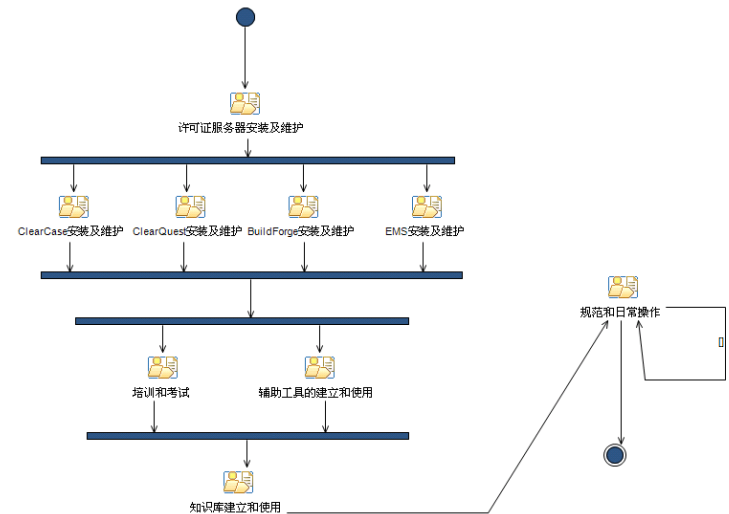 许可证服务器安装及维护
ClearCase安装及维护
ClearQuest安装及维护
BuildForge安装及维护
EMS安装及维护
规范和日常操作
培训和考试
辅助工具的建立和使用
知识库建立和使用